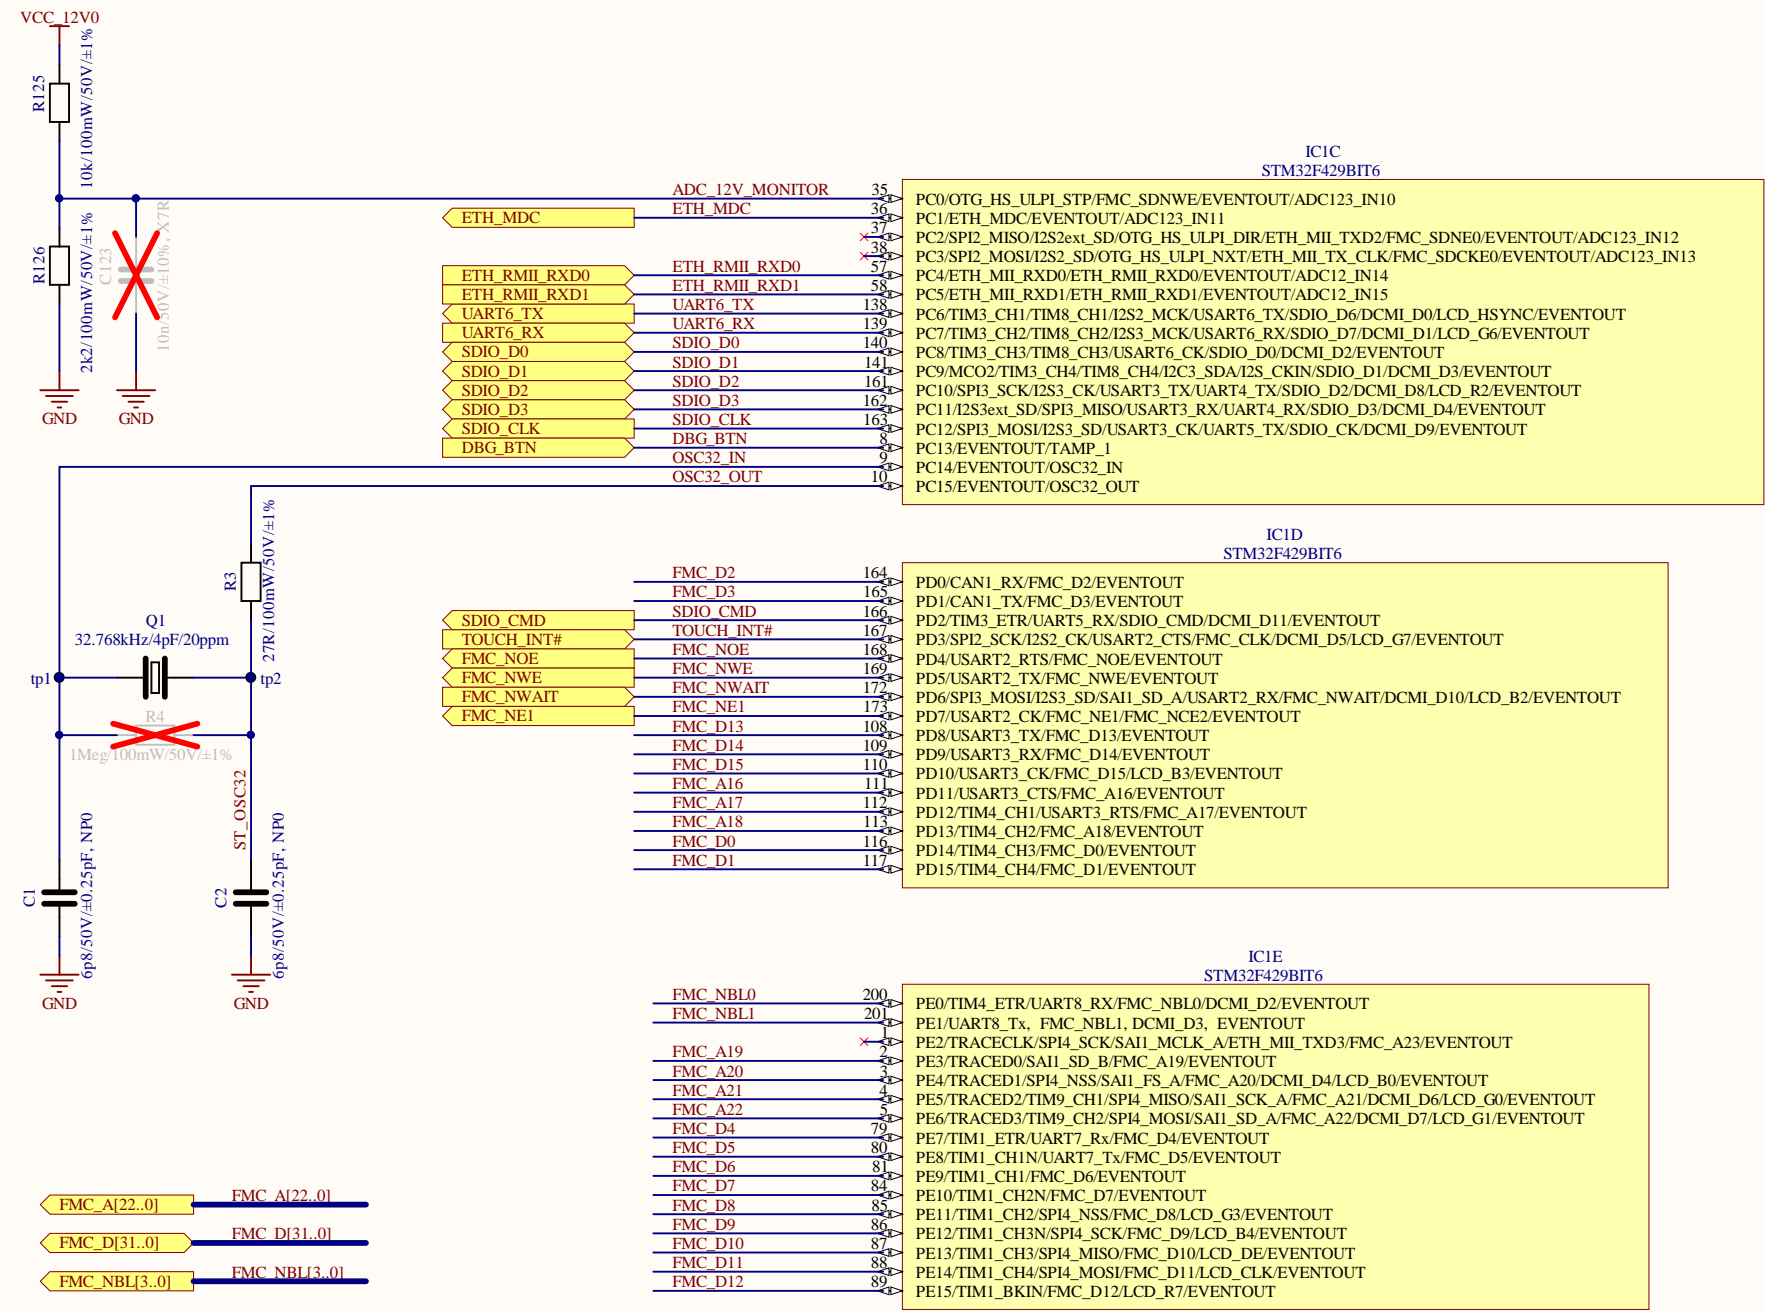 VCC_12V0
R125
10k/100mW/50V/±1%
R126
2k2/100mW/50V/±1%
C123
10n/50V/±10%, X7R
GND
GND
IC1C
STM32F429BIT6
ADC_12V_MONITOR 35 PC0/OTG_HS_ULPI_STP/FMC_SDNWE/EVENTOUT/ADC123_IN10
ETH_MDC ETH_MDC 36 PC1/ETH_MDC/EVENTOUT/ADC123_IN11
37 PC2/SPI2_MISO/I2S2ext_SD/OTG_HS_ULPI_DIR/ETH_MII_TXD2/FMC_SDNE0/EVENTOUT/ADC123_IN12
38 PC3/SPI2_MOSI/I2S2_SD/OTG_HS_ULPI_NXT/ETH_MII_TX_CLK/FMC_SDCKE0/EVENTOUT/ADC123_IN13
ETH_RMII_RXD0 ETH_RMII_RXD0 57 PC4/ETH_MII_RXD0/ETH_RMII_RXD0/EVENTOUT/ADC12_IN14
ETH_RMII_RXD1 ETH_RMII_RXD1 58 PC5/ETH_MII_RXD1/ETH_RMII_RXD1/EVENTOUT/ADC12_IN15
UART6_TX UART6_TX 138 PC6/TIM3_CH1/TIM8_CH1/I2S2_MCK/USART6_TX/SDIO_D6/DCMI_D0/LCD_HSYNC/EVENTOUT
UART6_RX UART6_RX 139 PC7/TIM3_CH2/TIM8_CH2/I2S3_MCK/USART6_RX/SDIO_D7/DCMI_D1/LCD_G6/EVENTOUT
SDIO_D0 SDIO_D0 140 PC8/TIM3_CH3/TIM8_CH3/USART6_CK/SDIO_D0/DCMI_D2/EVENTOUT
SDIO_D1 SDIO_D1 141 PC9/MCO2/TIM3_CH4/TIM8_CH4/I2C3_SDA/I2S_CKIN/SDIO_D1/DCMI_D3/EVENTOUT
SDIO_D2 SDIO_D2 161 PC10/SPI3_SCK/I2S3_CK/USART3_TX/UART4_TX/SDIO_D2/DCMI_D8/LCD_R2/EVENTOUT
SDIO_D3 SDIO_D3 162 PC11/I2S3ext_SD/SPI3_MISO/USART3_RX/UART4_RX/SDIO_D3/DCMI_D4/EVENTOUT
SDIO_CLK SDIO_CLK 163 PC12/SPI3_MOSI/I2S3_SD/USART3_CK/UART5_TX/SDIO_CK/DCMI_D9/EVENTOUT
DBG_BTN DBG_BTN 8 PC13/EVENTOUT/TAMP_1
OSC32_IN 9 PC14/EVENTOUT/OSC32_IN
OSC32_OUT 10 PC15/EVENTOUT/OSC32_OUT
R3
27R/100mW/50V/±1%
Q1
32.768kHz/4pF/20ppm
tp1
tp2
R4
1Meg/100mW/50V/±1%
ST_OSC32
C1
6p8/50V/±0.25pF, NP0
C2
6p8/50V/±0.25pF, NP0
GND
GND
IC1D
STM32F429BIT6
FMC_D2 164 PD0/CAN1_RX/FMC_D2/EVENTOUT
FMC_D3 165 PD1/CAN1_TX/FMC_D3/EVENTOUT
SDIO_CMD SDIO_CMD 166 PD2/TIM3_ETR/UART5_RX/SDIO_CMD/DCMI_D11/EVENTOUT
TOUCH_INT# TOUCH_INT# 167 PD3/SPI2_SCK/I2S2_CK/USART2_CTS/FMC_CLK/DCMI_D5/LCD_G7/EVENTOUT
FMC_NOE FMC_NOE 168 PD4/USART2_RTS/FMC_NOE/EVENTOUT
FMC_NWE FMC_NWE 169 PD5/USART2_TX/FMC_NWE/EVENTOUT
FMC_NWAIT FMC_NWAIT 172 PD6/SPI3_MOSI/I2S3_SD/SAI1_SD_A/USART2_RX/FMC_NWAIT/DCMI_D10/LCD_B2/EVENTOUT
FMC_NE1 FMC_NE1 173 PD7/USART2_CK/FMC_NE1/FMC_NCE2/EVENTOUT
FMC_D13 108 PD8/USART3_TX/FMC_D13/EVENTOUT
FMC_D14 109 PD9/USART3_RX/FMC_D14/EVENTOUT
FMC_D15 110 PD10/USART3_CK/FMC_D15/LCD_B3/EVENTOUT
FMC_A16 111 PD11/USART3_CTS/FMC_A16/EVENTOUT
FMC_A17 112 PD12/TIM4_CH1/USART3_RTS/FMC_A17/EVENTOUT
FMC_A18 113 PD13/TIM4_CH2/FMC_A18/EVENTOUT
FMC_D0 116 PD14/TIM4_CH3/FMC_D0/EVENTOUT
FMC_D1 117 PD15/TIM4_CH4/FMC_D1/EVENTOUT
IC1E
STM32F429BIT6
FMC_NBL0 200 PE0/TIM4_ETR/UART8_RX/FMC_NBL0/DCMI_D2/EVENTOUT
FMC_NBL1 201 PE1/UART8_Tx, FMC_NBL1, DCMI_D3, EVENTOUT
1 PE2/TRACECLK/SPI4_SCK/SAI1_MCLK_A/ETH_MII_TXD3/FMC_A23/EVENTOUT
FMC_A19 2 PE3/TRACED0/SAI1_SD_B/FMC_A19/EVENTOUT
FMC_A20 3 PE4/TRACED1/SPI4_NSS/SAI1_FS_A/FMC_A20/DCMI_D4/LCD_B0/EVENTOUT
FMC_A21 4 PE5/TRACED2/TIM9_CH1/SPI4_MISO/SAI1_SCK_A/FMC_A21/DCMI_D6/LCD_G0/EVENTOUT
FMC_A22 5 PE6/TRACED3/TIM9_CH2/SPI4_MOSI/SAI1_SD_A/FMC_A22/DCMI_D7/LCD_G1/EVENTOUT
FMC_D4 79 PE7/TIM1_ETR/UART7_Rx/FMC_D4/EVENTOUT
FMC_D5 80 PE8/TIM1_CH1N/UART7_Tx/FMC_D5/EVENTOUT
FMC_D6 81 PE9/TIM1_CH1/FMC_D6/EVENTOUT
FMC_D7 84 PE10/TIM1_CH2N/FMC_D7/EVENTOUT
FMC_D8 85 PE11/TIM1_CH2/SPI4_NSS/FMC_D8/LCD_G3/EVENTOUT
FMC_D9 86 PE12/TIM1_CH3N/SPI4_SCK/FMC_D9/LCD_B4/EVENTOUT
FMC_D10 87 PE13/TIM1_CH3/SPI4_MISO/FMC_D10/LCD_DE/EVENTOUT
FMC_D11 88 PE14/TIM1_CH4/SPI4_MOSI/FMC_D11/LCD_CLK/EVENTOUT
FMC_D12 89 PE15/TIM1_BKIN/FMC_D12/LCD_R7/EVENTOUT
FMC_A[22..0] FMC_A[22..0]
FMC_D[31..0] FMC_D[31..0]
FMC_NBL[3..0] FMC_NBL[3..0]